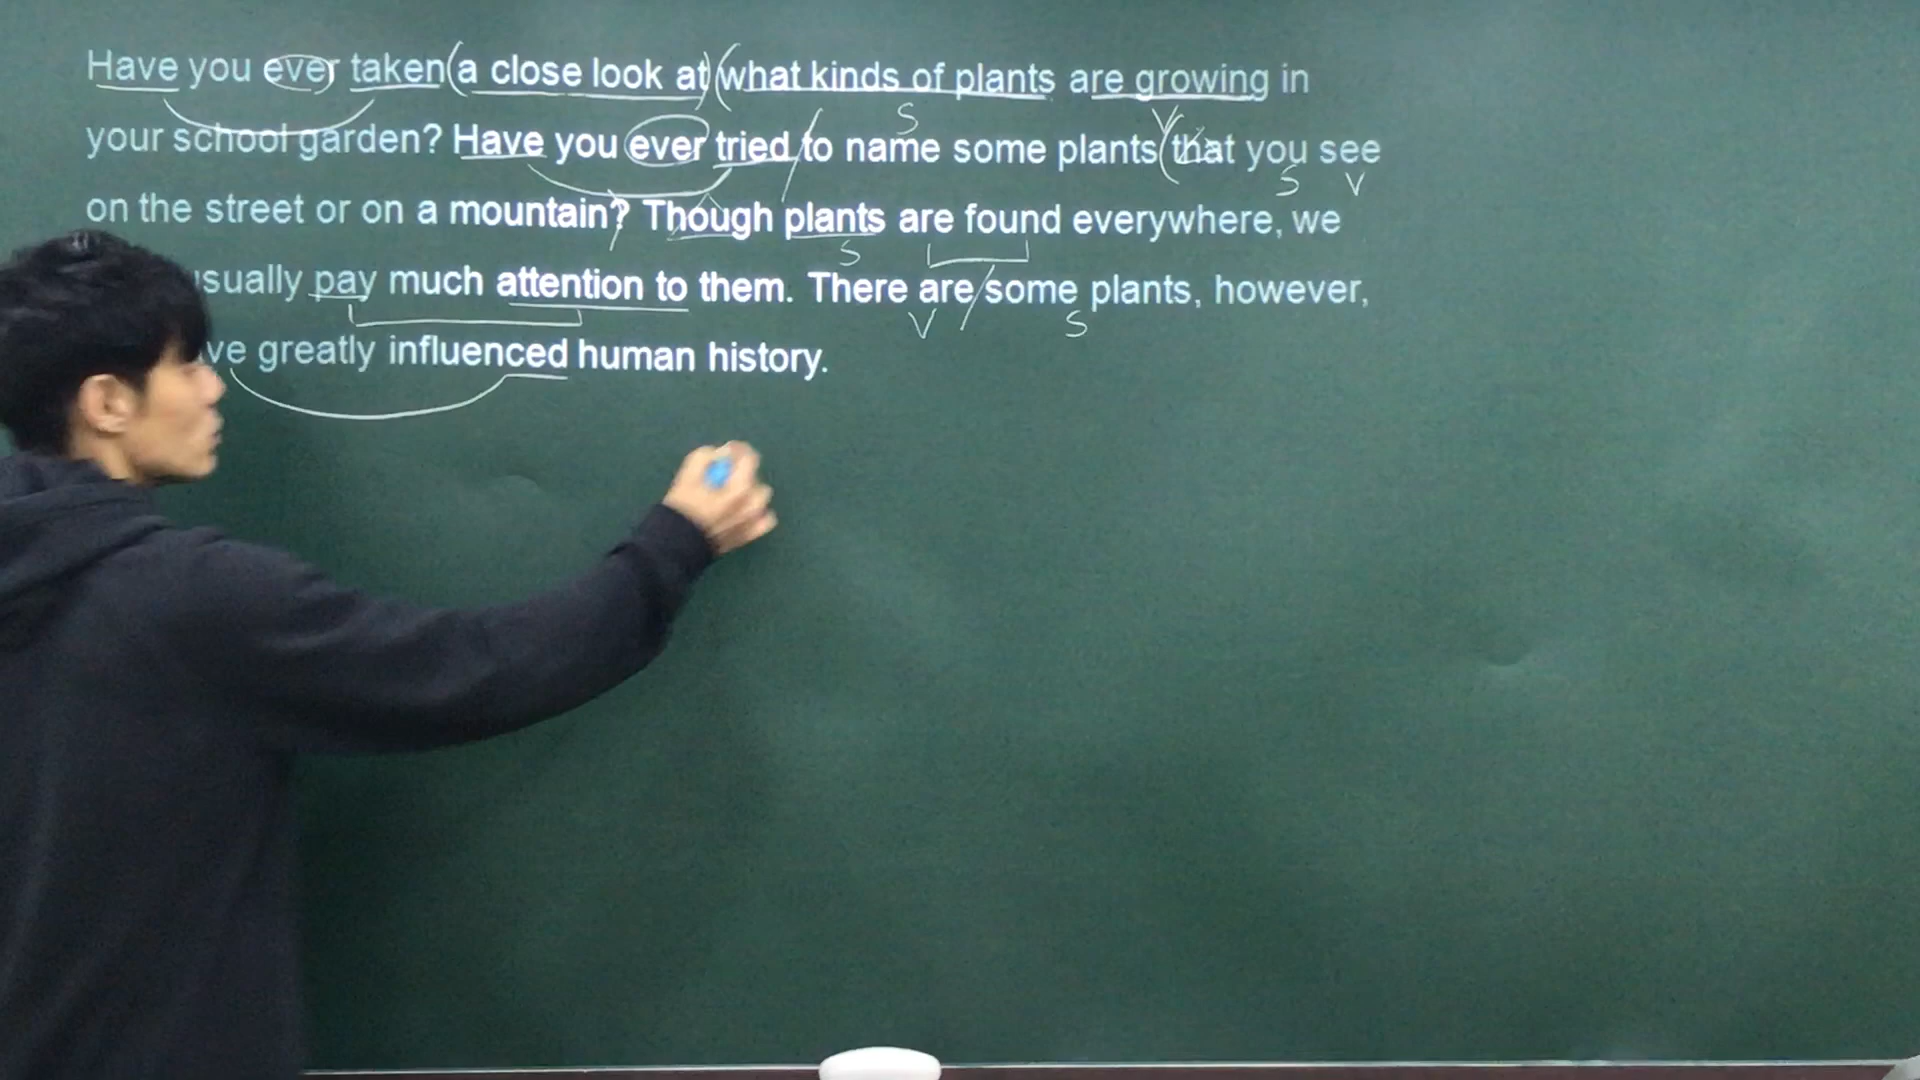 Have you ever taken a close look at what kinds of plants are growing in
S V
your school garden? Have you ever tried to name some plants that you see
S V
on the street or on a mountain? Though plants are found everywhere, we
S
usually pay much attention to them. There are some plants, however,
V S
greatly influenced human history.